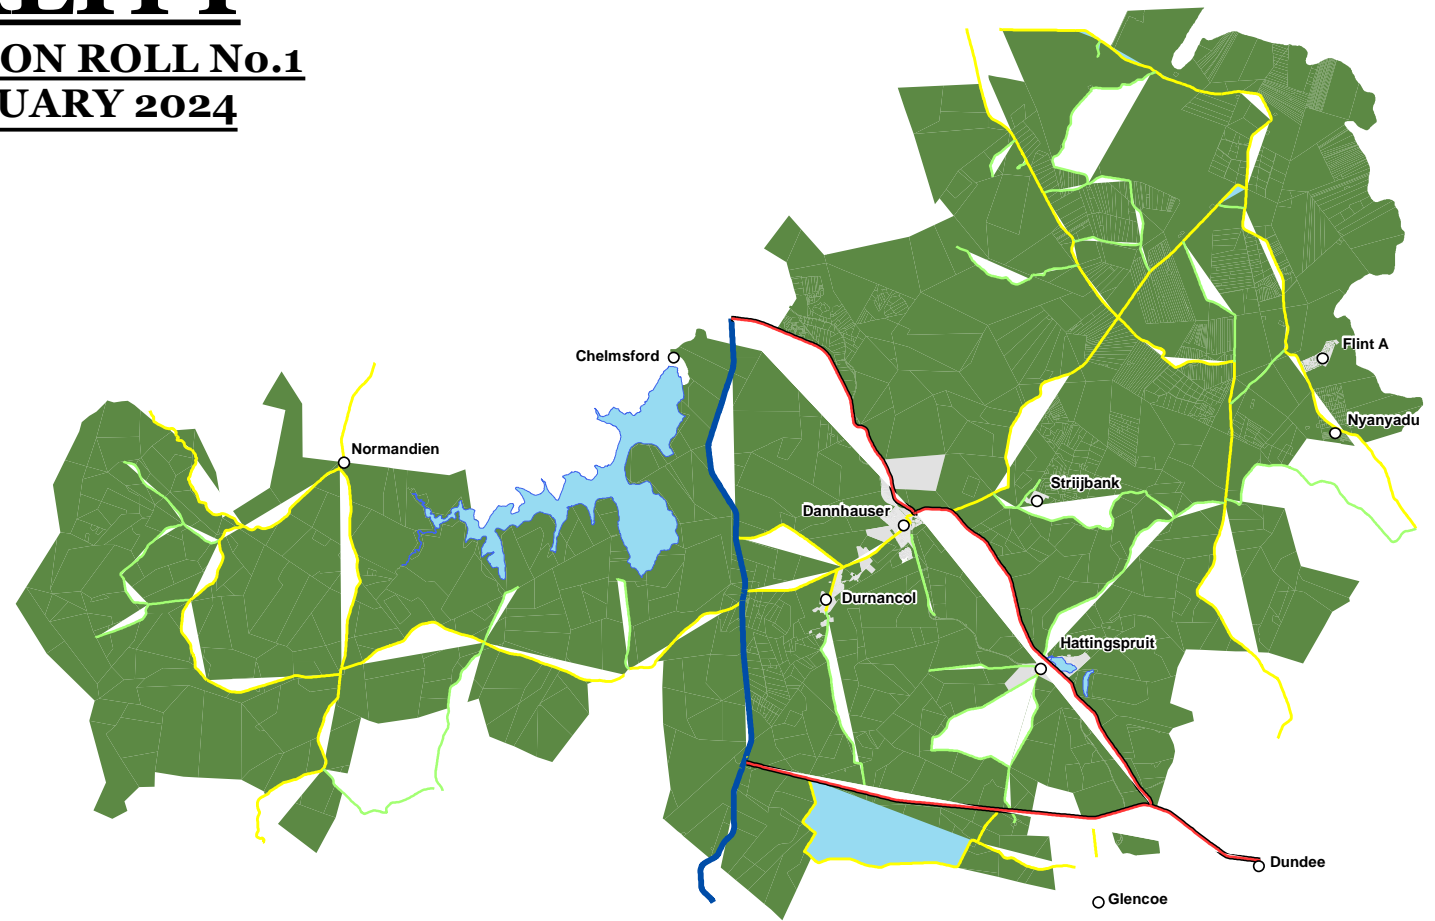 ON ROLL No.1
UARY 2024
Flint A
Chelmsford
Nyanyadu
Normandien
Striijbank
Dannhauser
Durnancol
Hattingspruit
Dundee
Glencoe